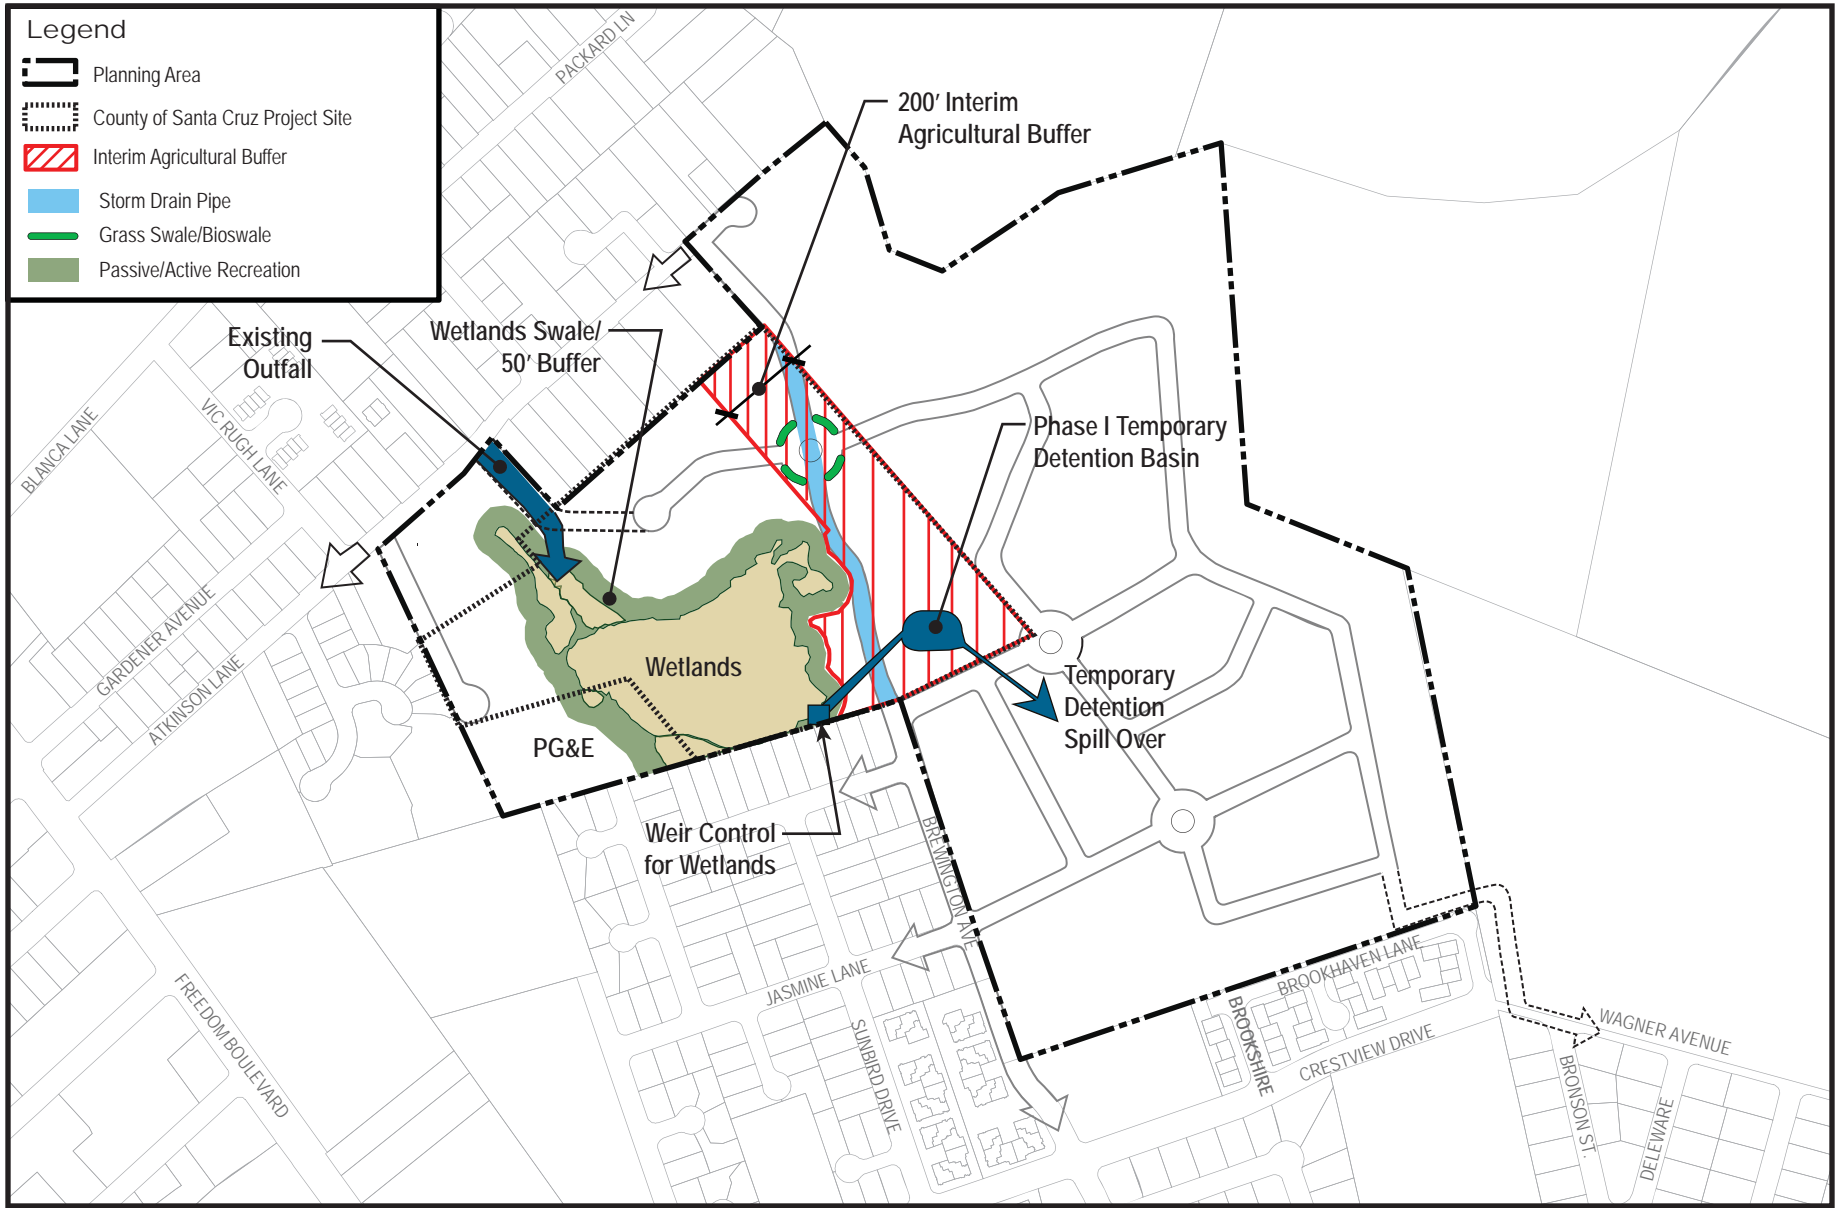 Legend
Planning Area
County of Santa Cruz Project Site
Interim Agricultural Buffer
Storm Drain Pipe
Grass Swale/Bioswale
Passive/Active Recreation
PACKARD LN
200' Interim
Agricultural Buffer
Existing
Outfall
Wetlands Swale/
50' Buffer
BLANCA LANE
VIC RUGH LANE
Phase I Temporary
Detention Basin
GARDENER AVENUE
ATKINSON LANE
Wetlands
PG&E
Temporary
Detention
Spill Over
Weir Control
for Wetlands
BREWINGTON AVE
JASMINE LANE
FREEDOM BOULEVARD
SUNBIRD DRIVE
BROOKHAVEN LANE
BROOKSHIRE
CRESTVIEW DRIVE
WAGNER AVENUE
BRONSON ST.
DELEWARE